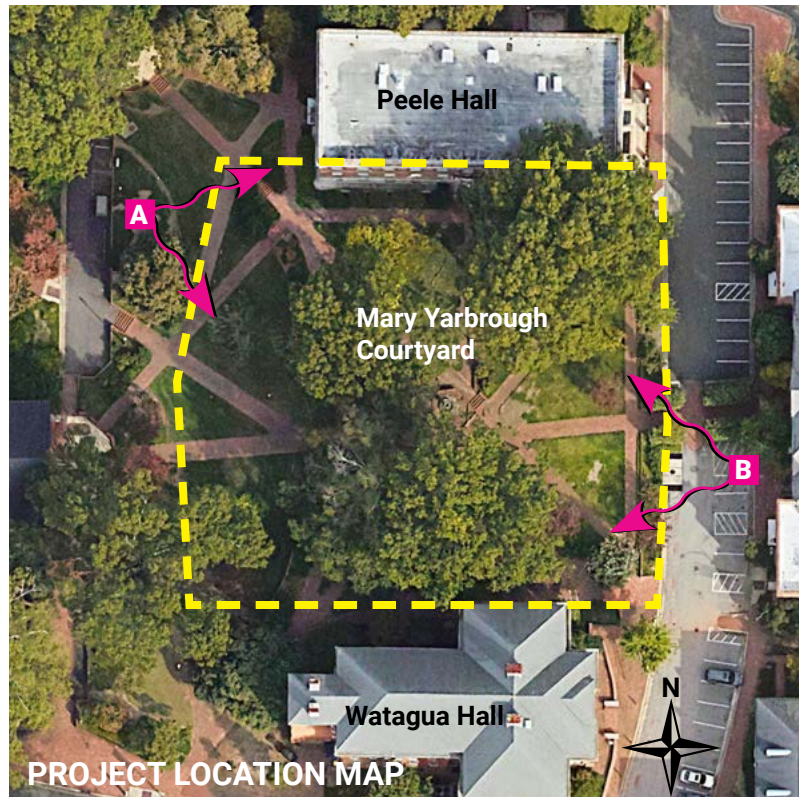 Peele Hall
A
Mary Yarbrough
Courtyard
B
N
Watagua Hall
PROJECT LOCATION MAP